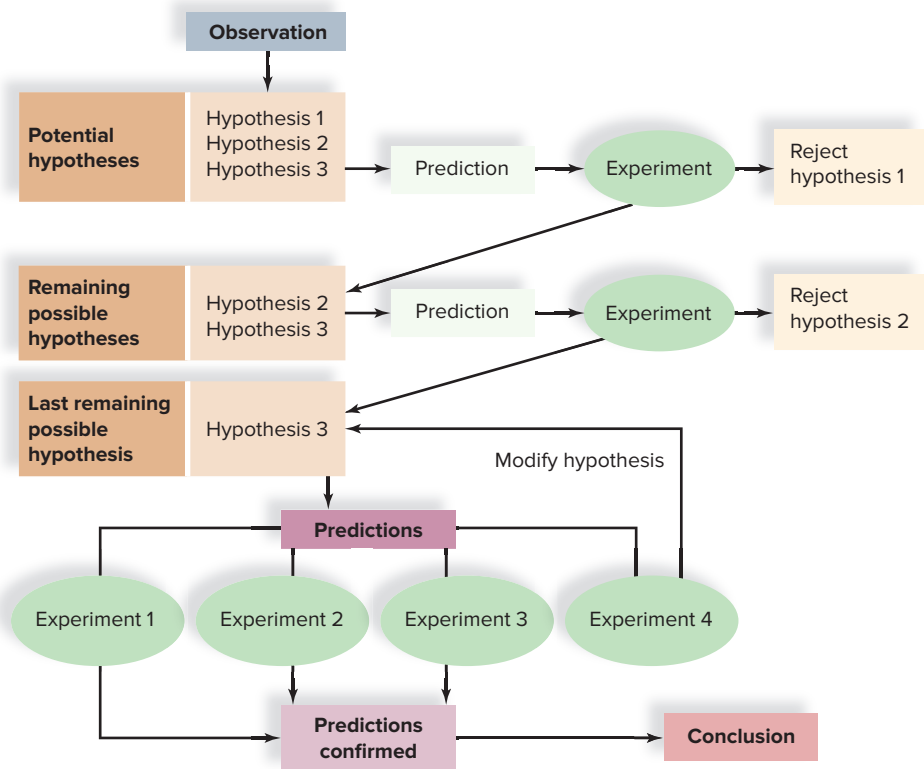 Observation
Potential
hypotheses
Hypothesis 1
Hypothesis 2
Hypothesis 3
Prediction
Experiment
Reject
hypothesis 1
Remaining
possible
hypotheses
Hypothesis 2
Hypothesis 3
Prediction
Experiment
Reject
hypothesis 2
Last remaining
possible
hypothesis
Hypothesis 3
Modify hypothesis
Predictions
Experiment 1
Experiment 2
Experiment 3
Experiment 4
Predictions
confirmed
Conclusion